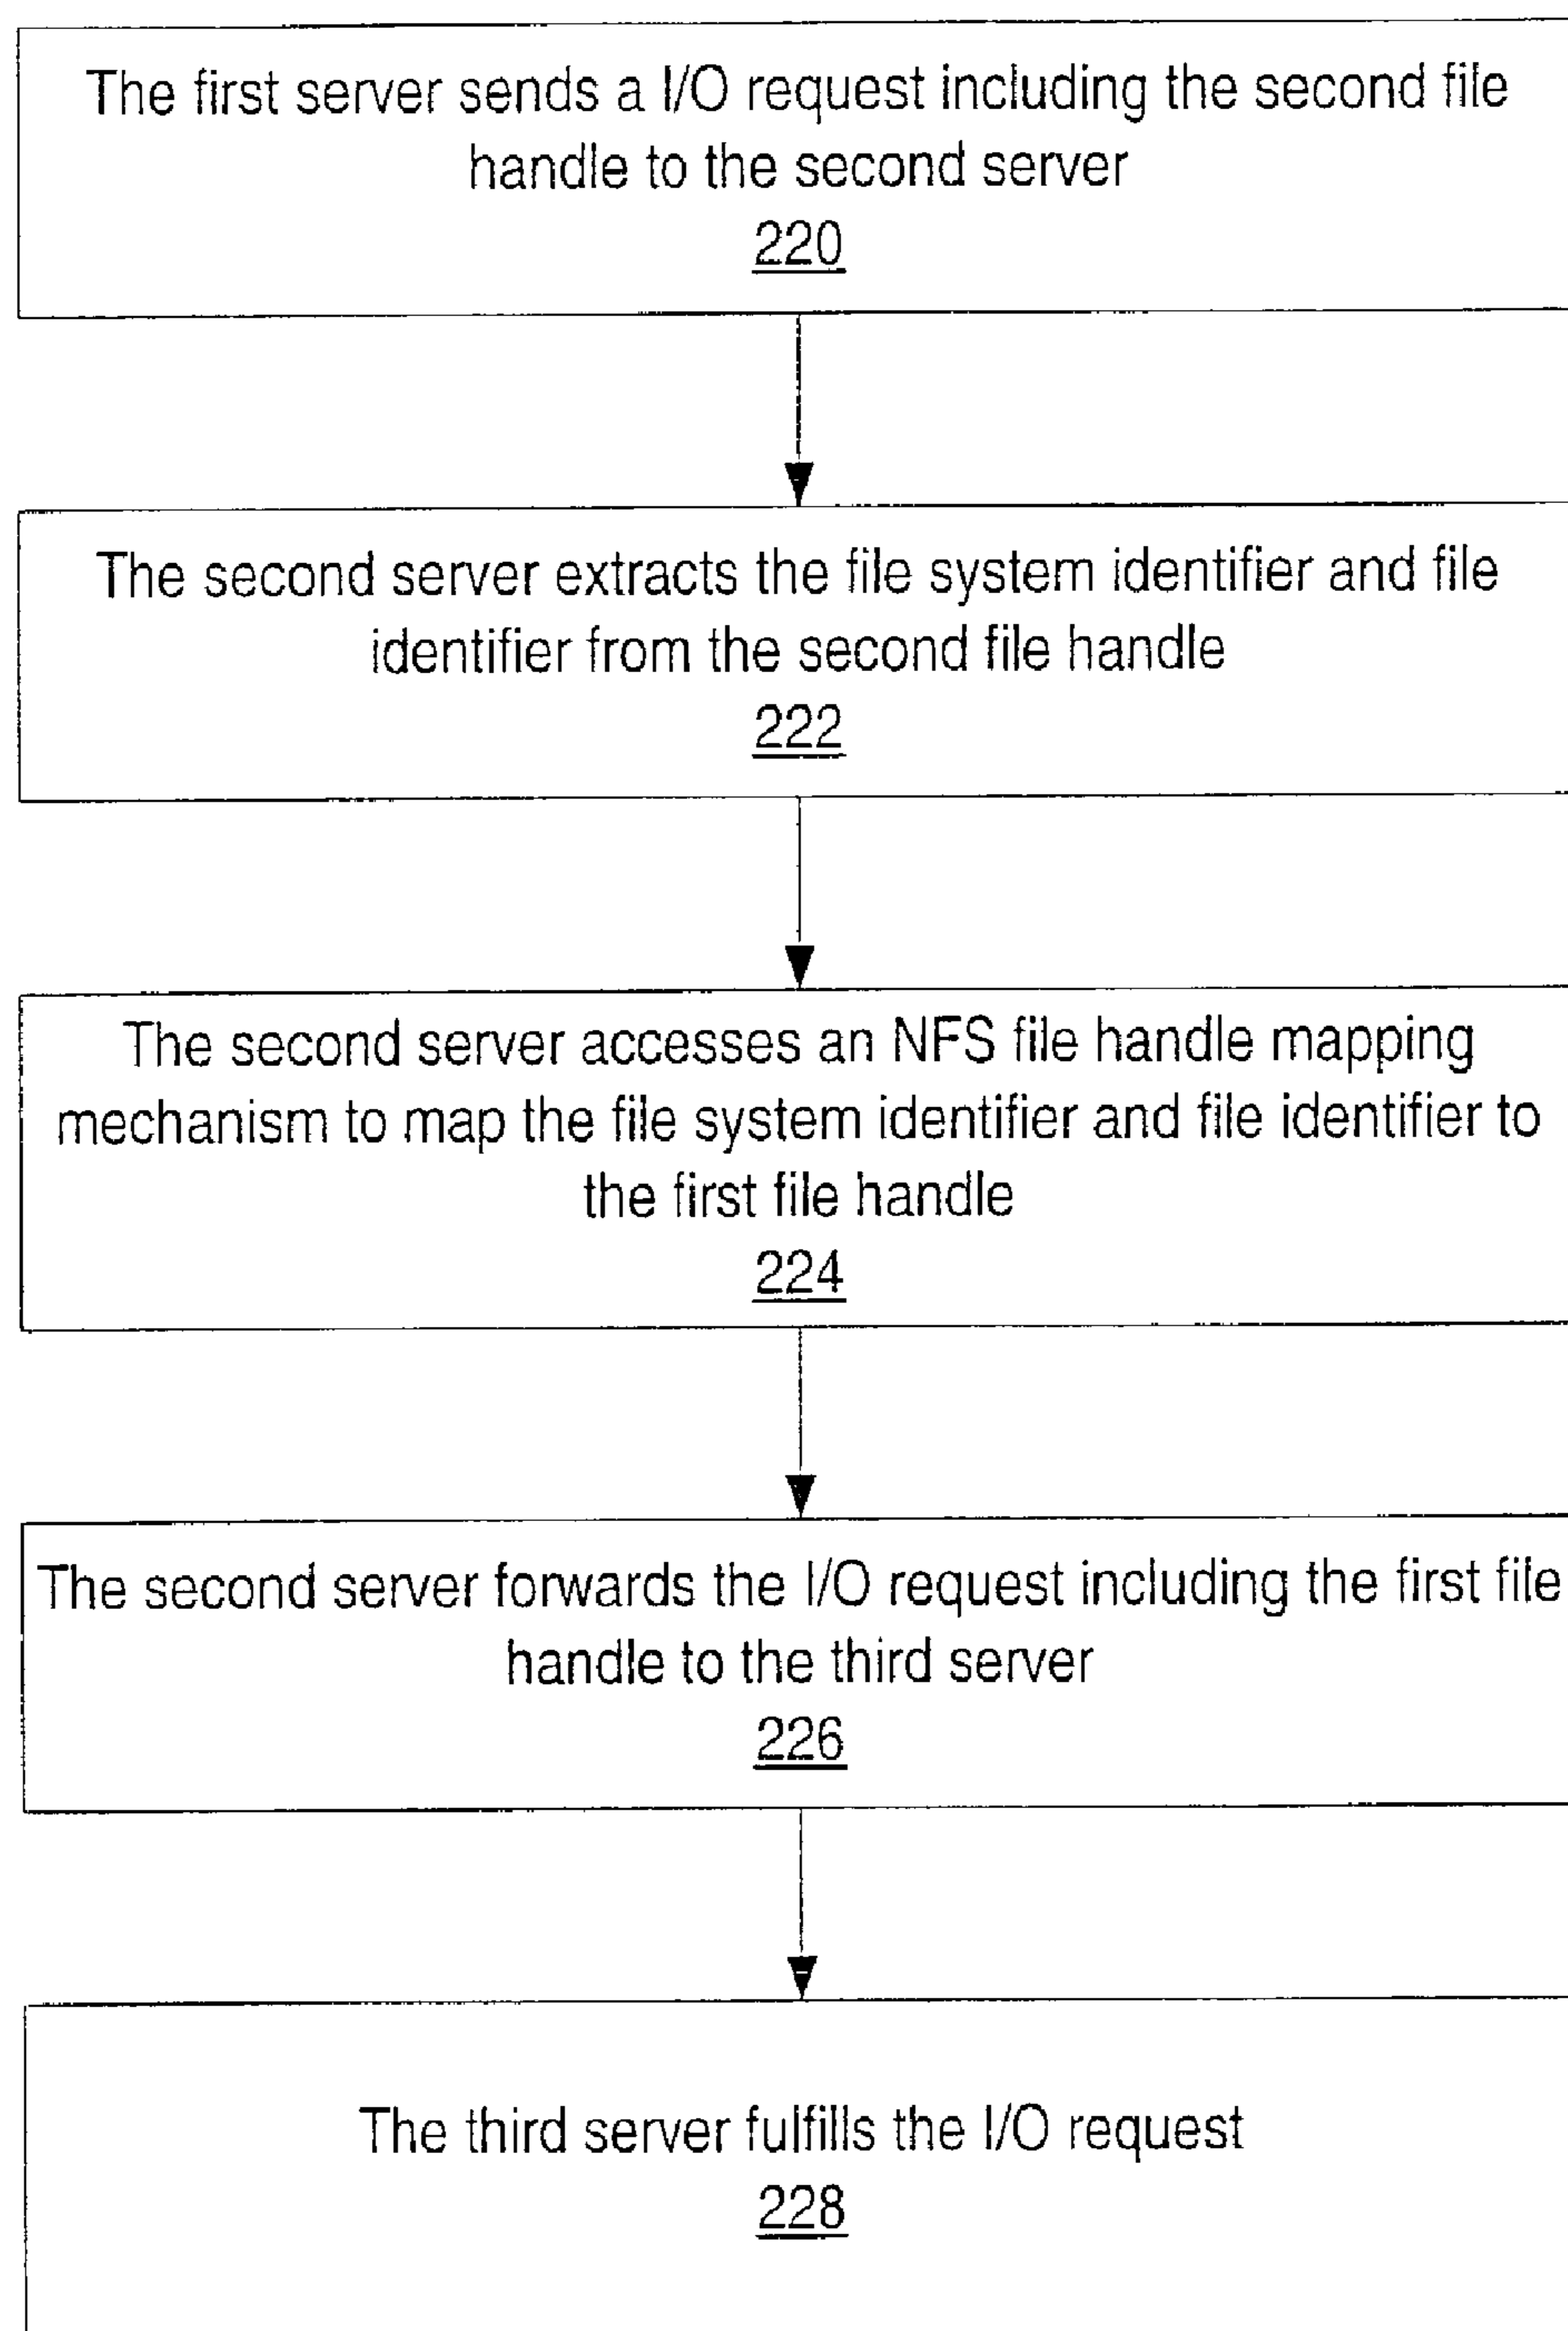 The first server sends a I/O request including the second file
handle to the second server
220
The second server extracts the file system identifier and file
identifier from the second file handle
222
The second server accesses an NFS file handle mapping
mechanism to map the file system identifier and file identifier to
the first file handle
224
The second server forwards the I/O request including the first file
handle to the third server
226
The third server fulfills the I/O request
228